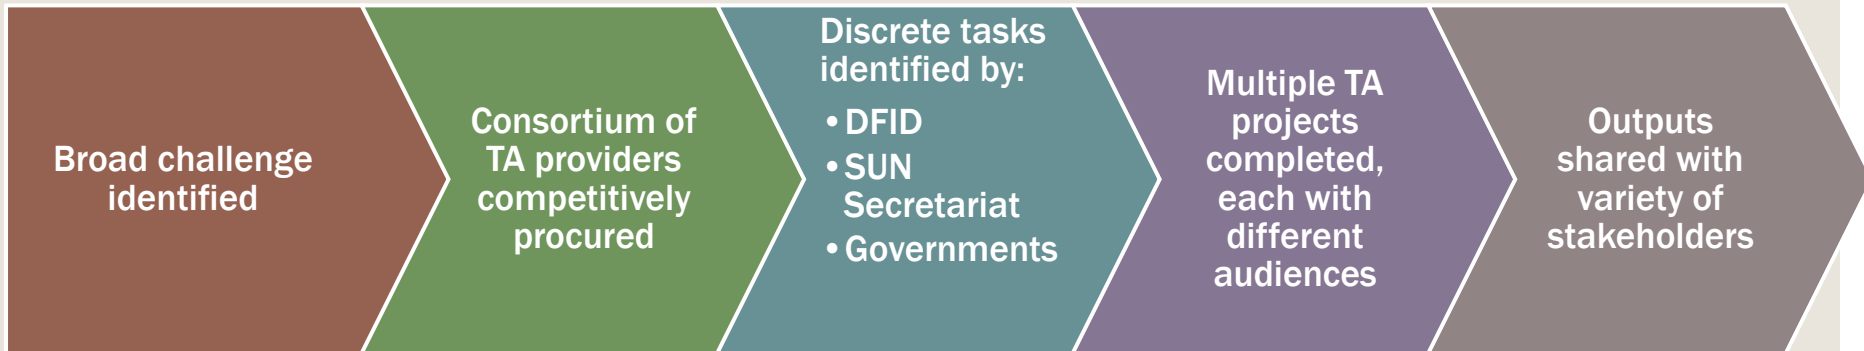 Broad challenge
identified
Consortium of
TA providers
competitively
procured
Discrete tasks
identified by:
•DFID
•SUN
Secretariat
•Governments
Multiple TA
projects
completed,
each with
different
audiences
Outputs
shared with
variety of
stakeholders